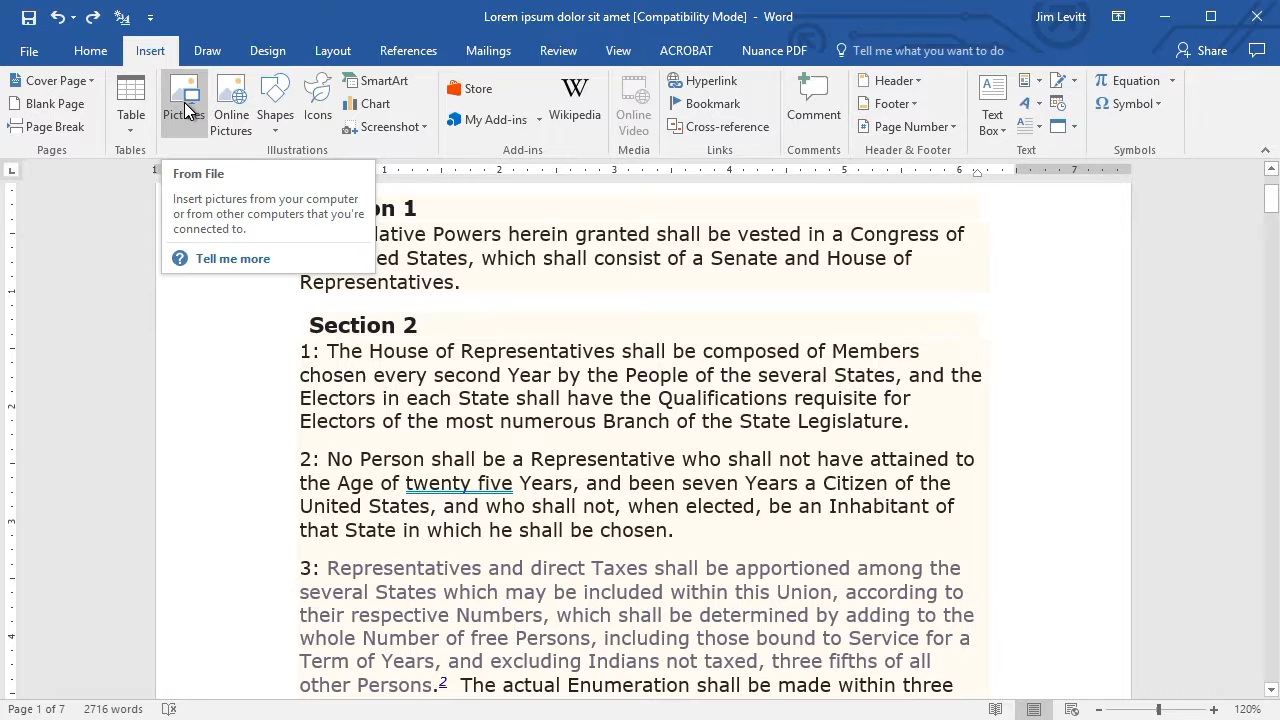 Lorem ipsum dolor sit amet [Compatibility Mode] - Word
Jim Levitt
File Home Insert Draw Design Layout References Mailings Review View ACROBAT Nuance PDF Tell me what you want to do Share
Cover Page
Blank Page
Page Break
Pages
Table
Tables
Pictures
Online
Pictures
Shapes
Icons
SmartArt
Chart
Screenshot
Illustrations
Store
My Add-ins
Wikipedia
Add-ins
Online
Video
Media
Hyperlink
Bookmark
Cross-reference
Links
Comment
Comments
Header
Footer
Page Number
Header & Footer
Text
Box
Text
Equation
Symbol
Symbols
From File
Insert pictures from your computer
or from other computers that you're
connected to.
Tell me more
1 1 2 3 4 5 6 7
1
2
3
4
on 1
lative Powers herein granted shall be vested in a Congress of
ed States, which shall consist of a Senate and House of
Representatives.
Section 2
1: The House of Representatives shall be composed of Members
chosen every second Year by the People of the several States, and the
Electors in each State shall have the Qualifications requisite for
Electors of the most numerous Branch of the State Legislature.
2: No Person shall be a Representative who shall not have attained to
the Age of twenty five Years, and been seven Years a Citizen of the
United States, and who shall not, when elected, be an Inhabitant of
that State in which he shall be chosen.
3: Representatives and direct Taxes shall be apportioned among the
several States which may be included within this Union, according to
their respective Numbers, which shall be determined by adding to the
whole Number of free Persons, including those bound to Service for a
Term of Years, and excluding Indians not taxed, three fifths of all
other Persons.2 The actual Enumeration shall be made within three
Page 1 of 7 2716 words 120%